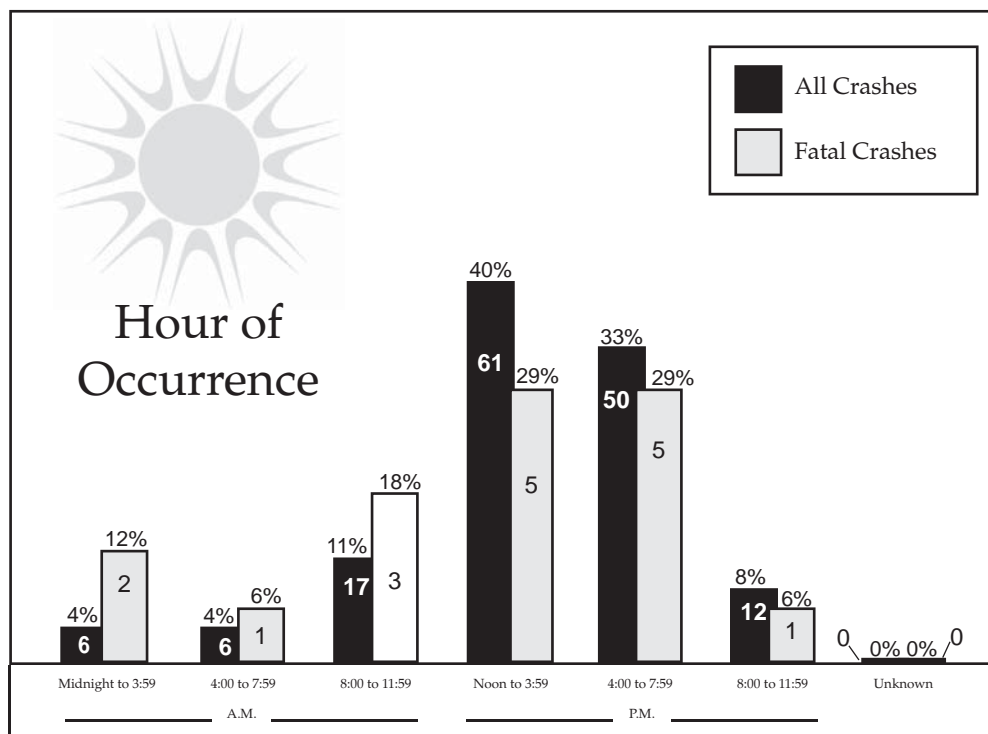 All Crashes
Fatal Crashes
Hour of
Occurrence
40%
33%
61
29%
50
29%
5
5
18%
12%
11%
2
17
3
8%
4%
4%
6%
12
6%
6
6
1
1
0
0% 0%
0
Midnight to 3:59
4:00 to 7:59
8:00 to 11:59
Noon to 3:59
4:00 to 7:59
8:00 to 11:59
Unknown
A.M.
P.M.